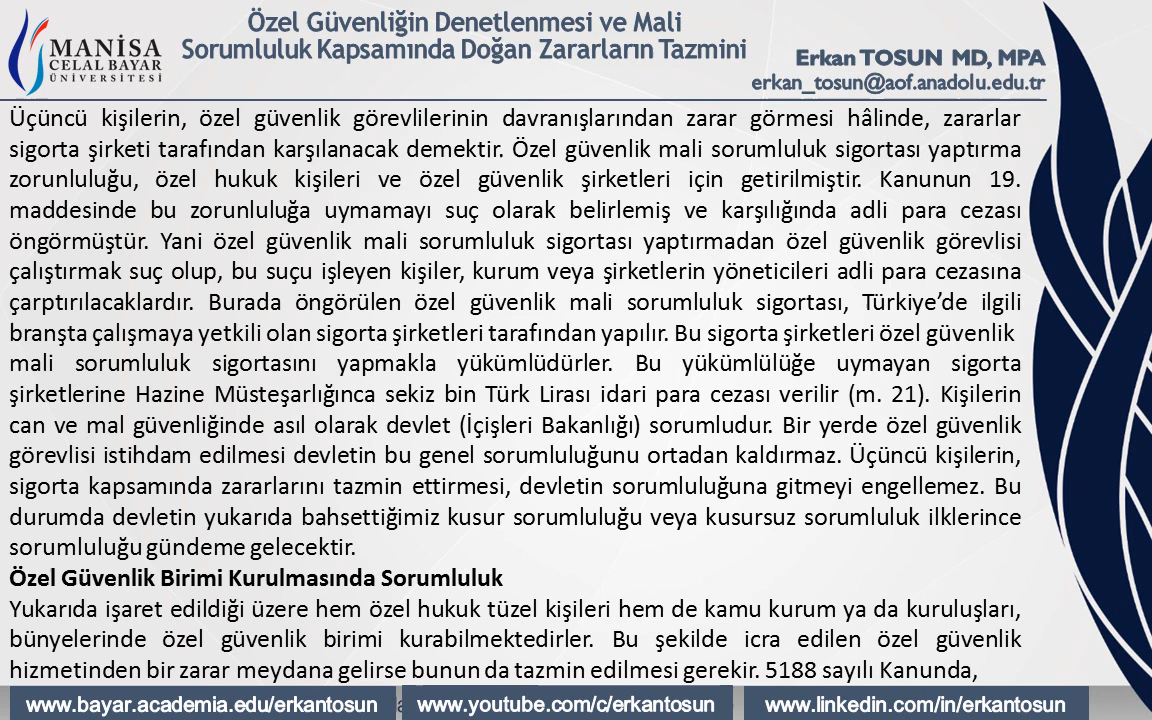 MANİSA
CELAL BAYAR
ÜNİVERSİTESİ
Özel Güvenliğin Denetlenmesi ve Mali
Sorumluluk Kapsamında Doğan Zararların Tazmini
Erkan TOSUN MD, MPA
erkan_tosun@aof.anadolu.edu.tr
Üçüncü kişilerin, özel güvenlik görevlilerinin davranışlarından zarar görmesi hâlinde, zararlar
sigorta şirketi tarafından karşılanacak demektir. Özel güvenlik mali sorumluluk sigortası yaptırma
zorunluluğu, özel hukuk kişileri ve özel güvenlik şirketleri için getirilmiştir. Kanunun 19.
maddesinde bu zorunluluğa uymamayı suç olarak belirlemiş ve karşılığında adli para cezası
öngörmüştür. Yani özel güvenlik mali sorumluluk sigortası yaptırmadan özel güvenlik görevlisi
çalıştırmak suç olup, bu suçu işleyen kişiler, kurum veya şirketlerin yöneticileri adli para cezasına
çarptırılacaklardır. Burada öngörülen özel güvenlik mali sorumluluk sigortası, Türkiye’de ilgili
branşta çalışmaya yetkili olan sigorta şirketleri tarafından yapılır. Bu sigorta şirketleri özel güvenlik
mali sorumluluk sigortasını yapmakla yükümlüdürler. Bu yükümlülüğe uymayan sigorta
şirketlerine Hazine Müsteşarlığınca sekiz bin Türk Lirası idari para cezası verilir (m. 21). Kişilerin
can ve mal güvenliğinde asıl olarak devlet (İçişleri Bakanlığı) sorumludur. Bir yerde özel güvenlik
görevlisi istihdam edilmesi devletin bu genel sorumluluğunu ortadan kaldırmaz. Üçüncü kişilerin,
sigorta kapsamında zararlarını tazmin ettirmesi, devletin sorumluluğuna gitmeyi engellemez. Bu
durumda devletin yukarıda bahsettiğimiz kusur sorumluluğu veya kusursuz sorumluluk ilklerince
sorumluluğu gündeme gelecektir.
Özel Güvenlik Birimi Kurulmasında Sorumluluk
Yukarıda işaret edildiği üzere hem özel hukuk tüzel kişileri hem de kamu kurum ya da kuruluşları,
bünyelerinde özel güvenlik birimi kurabilmektedirler. Bu şekilde icra edilen özel güvenlik
hizmetinden bir zarar meydana gelirse bunun da tazmin edilmesi gerekir. 5188 sayılı Kanunda,
www.bayar.academia.edu/erkantosun
www.youtube.com/c/erkantosun
www.linkedin.com/in/erkantosun